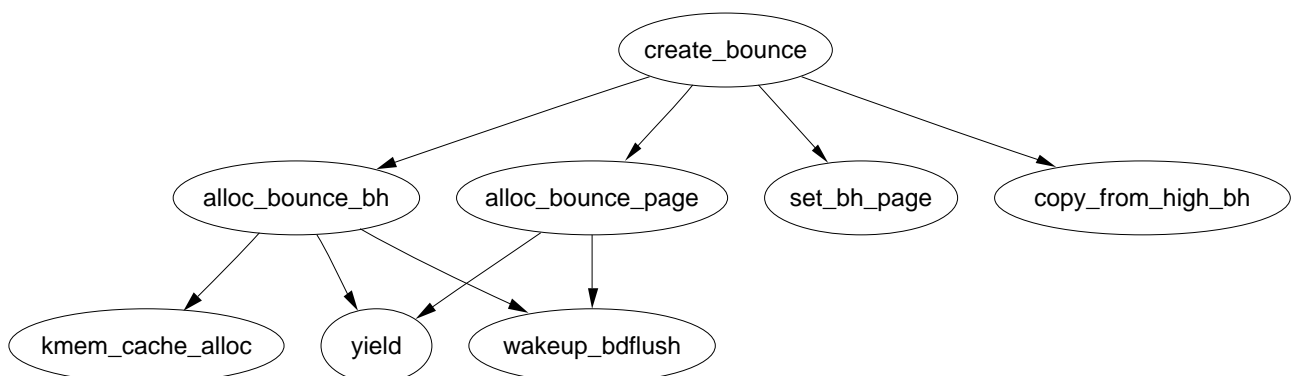 create_bounce
alloc_bounce_bh
alloc_bounce_page
set_bh_page
copy_from_high_bh
kmem_cache_alloc
yield
wakeup_bdflush